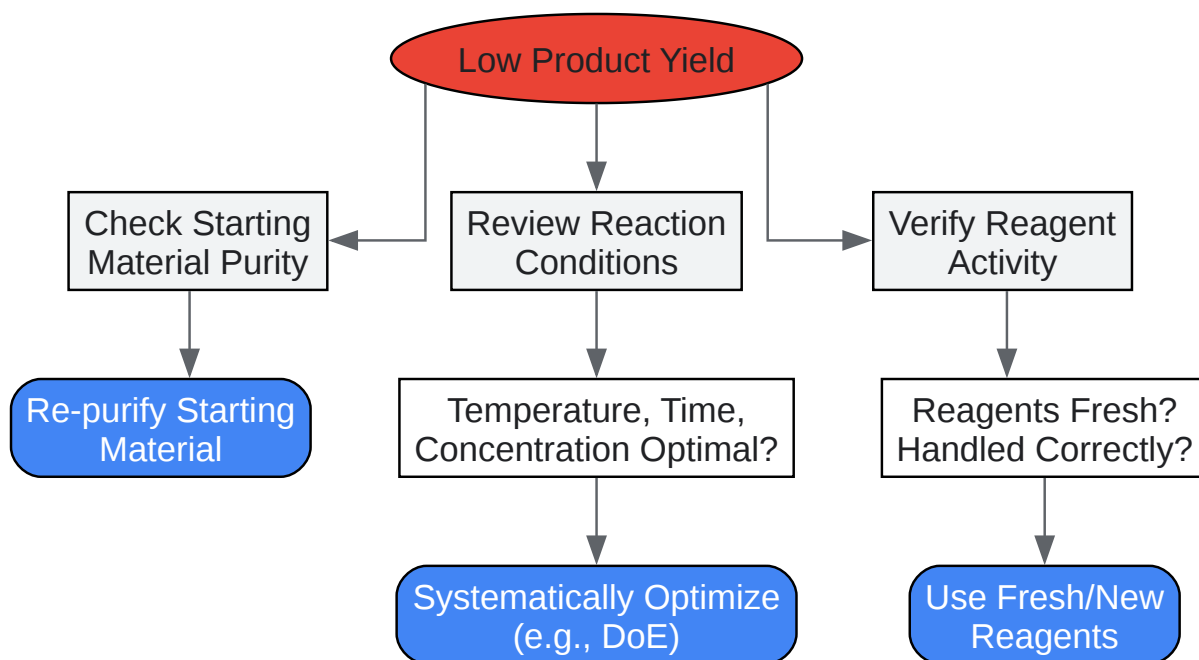 Low Product Yield
Check Starting
Material Purity
Review Reaction
Conditions
Verify Reagent
Activity
Re-purify Starting
Material
Temperature, Time,
Concentration Optimal?
Reagents Fresh?
Handled Correctly?
Systematically Optimize
(e.g., DoE)
Use Fresh/New
Reagents